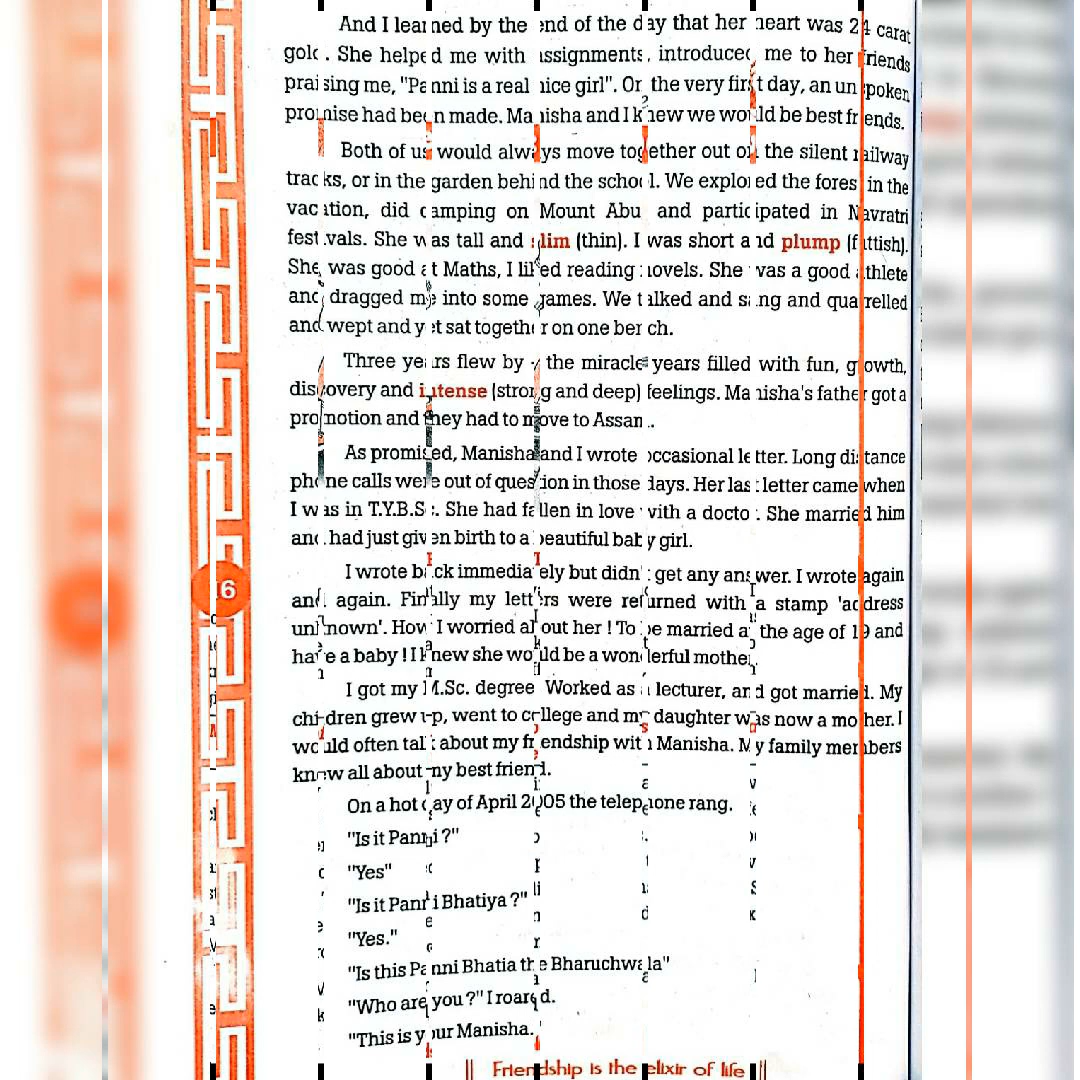 And I learned by the end of the day that her heart was 24 carat
gold. She helped me with assignments, introduced me to her friends
praising me, "Panni is a real nice girl". On the very first day, an unspoken
promise had been made. Manisha and I knew we would be best friends.
Both of us would always move together out on the silent railway
tracks, or in the garden behind the school. We explored the forest in the
vacation, did camping on Mount Abu and participated in Navratri
festivals. She was tall and slim (thin). I was short and plump (fattish).
She was good at Maths, I liked reading novels. She was a good athlete
and dragged me into some games. We talked and sang and quarrelled
and wept and yet sat together on one bench.
Three years flew by - the miracle years filled with fun, growth,
discovery and intense (strong and deep) feelings. Manisha's father got a
promotion and they had to move to Assam.
As promised, Manisha and I wrote occasional letter. Long distance
phone calls were out of question in those days. Her last letter came when
I was in T.Y.B.Sc. She had fallen in love with a doctor. She married him
and had just given birth to a beautiful baby girl.
I wrote back immediately but didn't get any answer. I wrote again
and again. Finally my letters were returned with a stamp 'address
unknown'. How I worried about her ! To be married at the age of 19 and
have a baby ! I knew she would be a wonderful mother.
I got my M.Sc. degree. Worked as a lecturer, and got married. My
children grew up, went to college and my daughter was now a mother. I
would often talk about my friendship with Manisha. My family members
know all about my best friend.
On a hot day of April 2005 the telephone rang.
"Is it Panni ?"
"Yes"
"Is it Panni Bhatiya ?"
"Yes."
"Is this Panni Bhatia the Bharuchwala"
"Who are you ?" I roared.
"This is your Manisha.
6
|| Friendship is the elixir of life ||